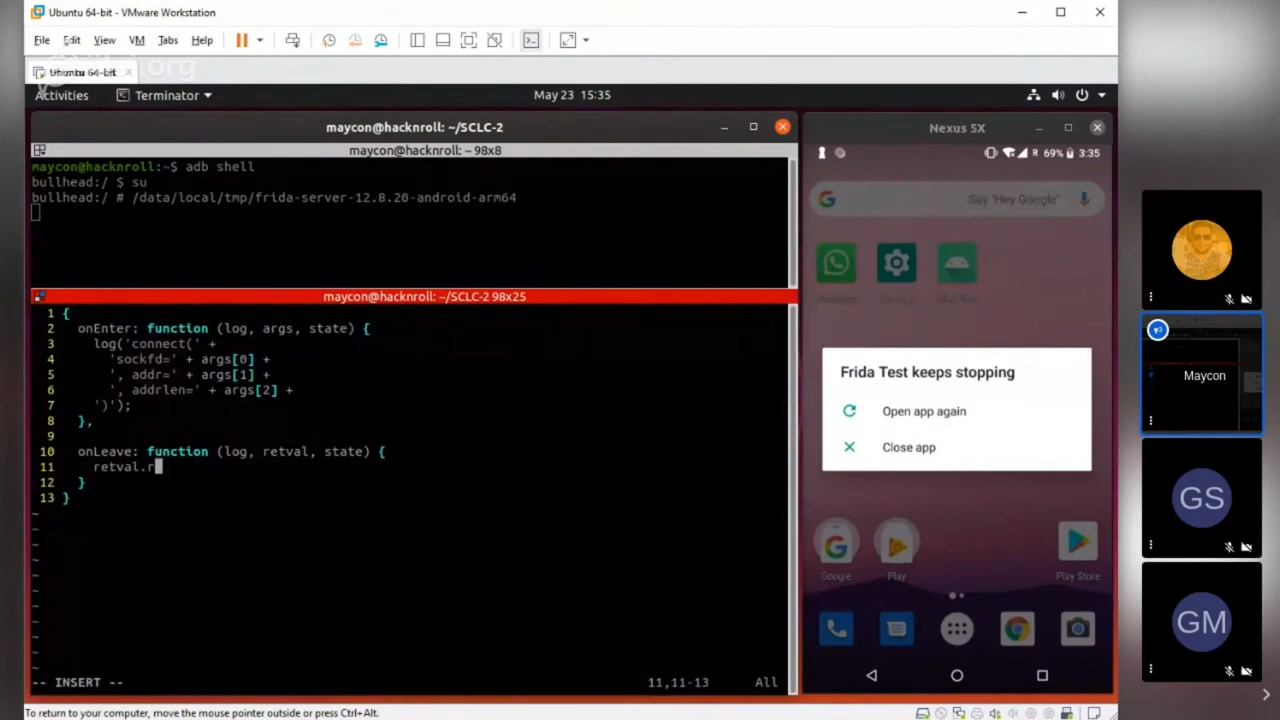 Ubuntu 64-bit - VMware Workstation
File Edit View VM Tabs Help
Ubuntu 64-bit
.org
Activities Terminator May 23 15:35
maycon@hacknroll: ~/SCLC-2
maycon@hacknroll: ~ 98x8
maycon@hacknroll:~$ adb shell
bullhead:/ $ su
bullhead:/ # /data/local/tmp/frida-server-12.8.20-android-arm64
maycon@hacknroll: ~/SCLC-2 98x25
1 {
2 onEnter: function (log, args, state) {
3 log('connect(' +
4 'sockfd=' + args[0] +
5 ', addr=' + args[1] +
6 ', addrlen=' + args[2] +
7 ')');
8 },
9
10 onLeave: function (log, retval, state) {
11 retval.r
12 }
13 }
~
~
~
~
~
~
~
~
~
~
~
-- INSERT -- 11,11-13 All
Nexus 5X
R 69% 3:35
G Say "Hey Google"
Frida Test keeps stopping
Open app again
Close app
Google Play Play Store
Maycon
GS
GM
To return to your computer, move the mouse pointer outside or press Ctrl+Alt.